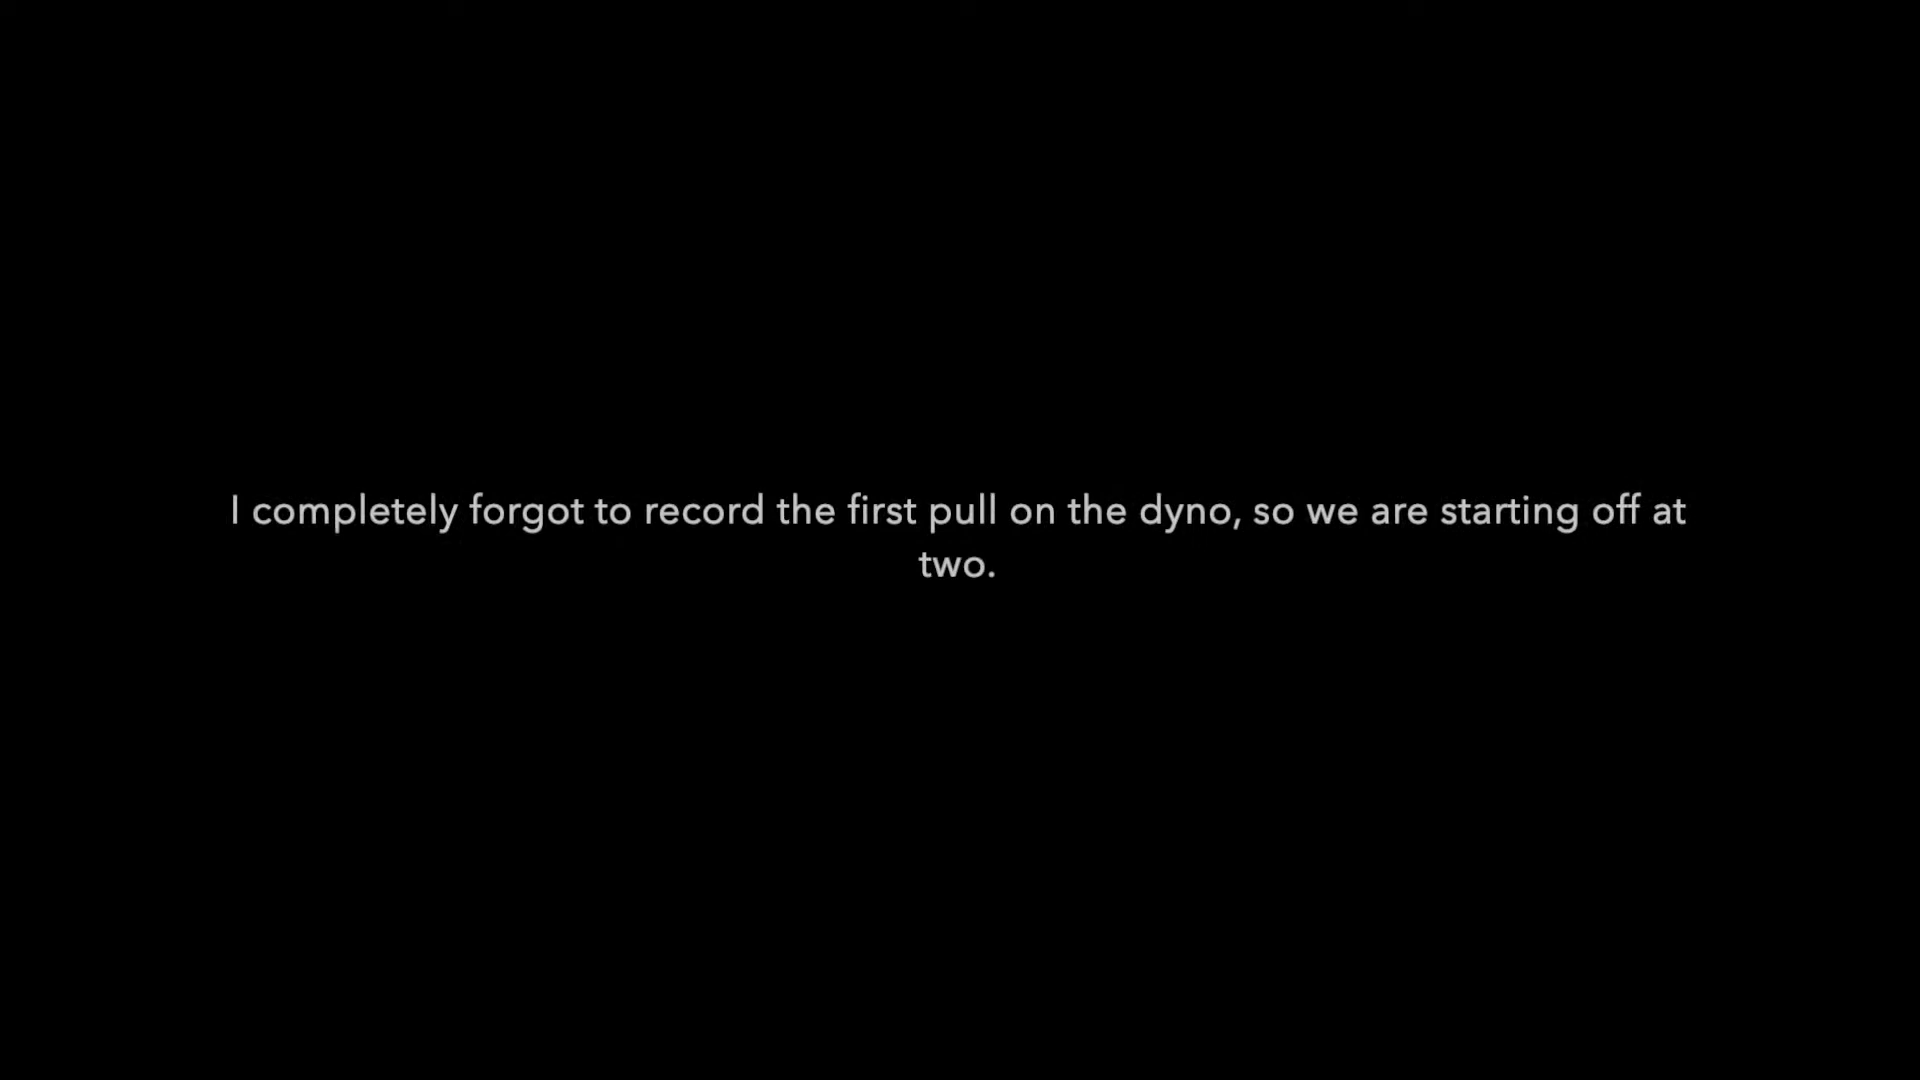 I completely forgot to record the first pull on the dyno, so we are starting off at
two.